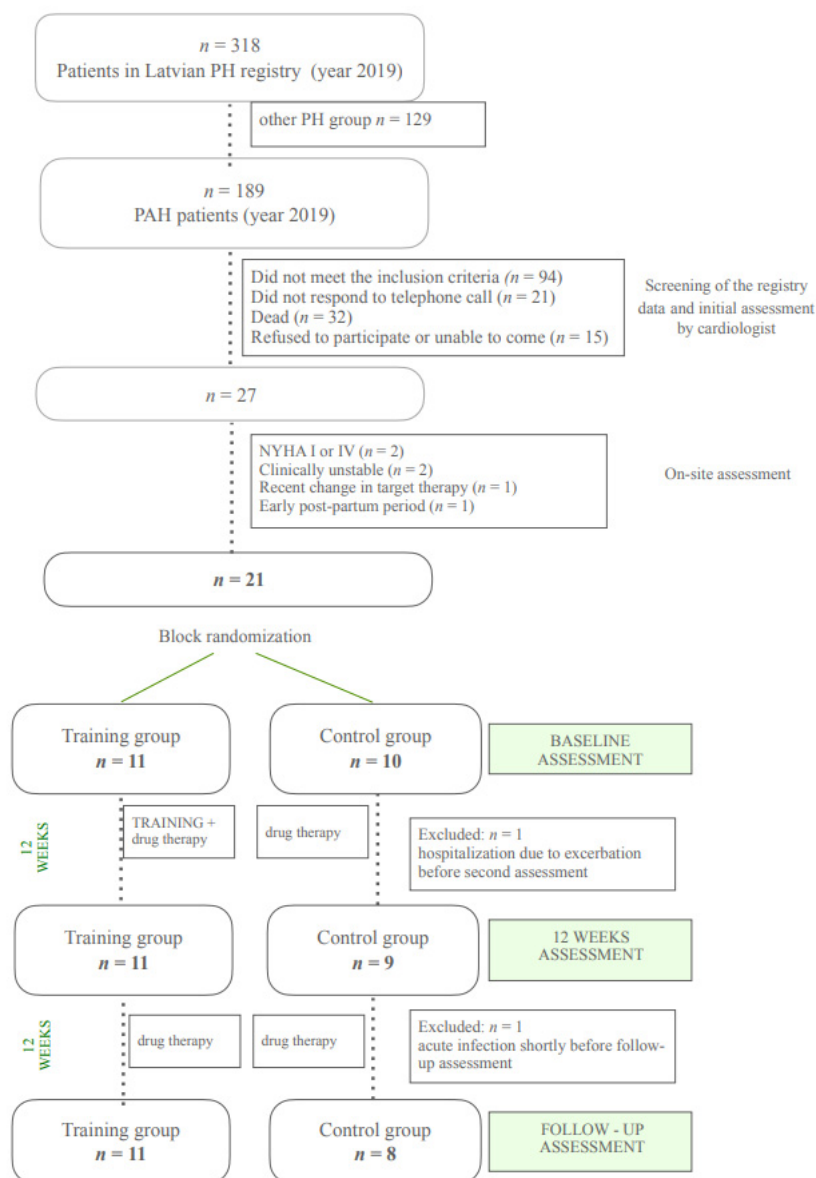 n = 318
Patients in Latvian PH registry (year 2019)
other PH group n = 129
n = 189
PAH patients (year 2019)
Did not meet the inclusion criteria (n = 94)
Did not respond to telephone call (n = 21)
Dead (n = 32)
Refused to participate or unable to come (n = 15)
Screening of the registry
data and initial assessment
by cardiologist
n = 27
NYHA I or IV (n = 2)
Clinically unstable (n = 2)
Recent change in target therapy (n = 1)
Early post-partum period (n = 1)
On-site assessment
n = 21
Block randomization
Training group
n = 11
Control group
n = 10
BASELINE
ASSESSMENT
12
WEEKS
TRAINING +
drug therapy
drug therapy
Excluded: n = 1
hospitalization due to excerbation
before second assessment
Training group
n = 11
Control group
n = 9
12 WEEKS
ASSESSMENT
12
WEEKS
drug therapy
drug therapy
Excluded: n = 1
acute infection shortly before follow-
up assessment
Training group
n = 11
Control group
n = 8
FOLLOW - UP
ASSESSMENT